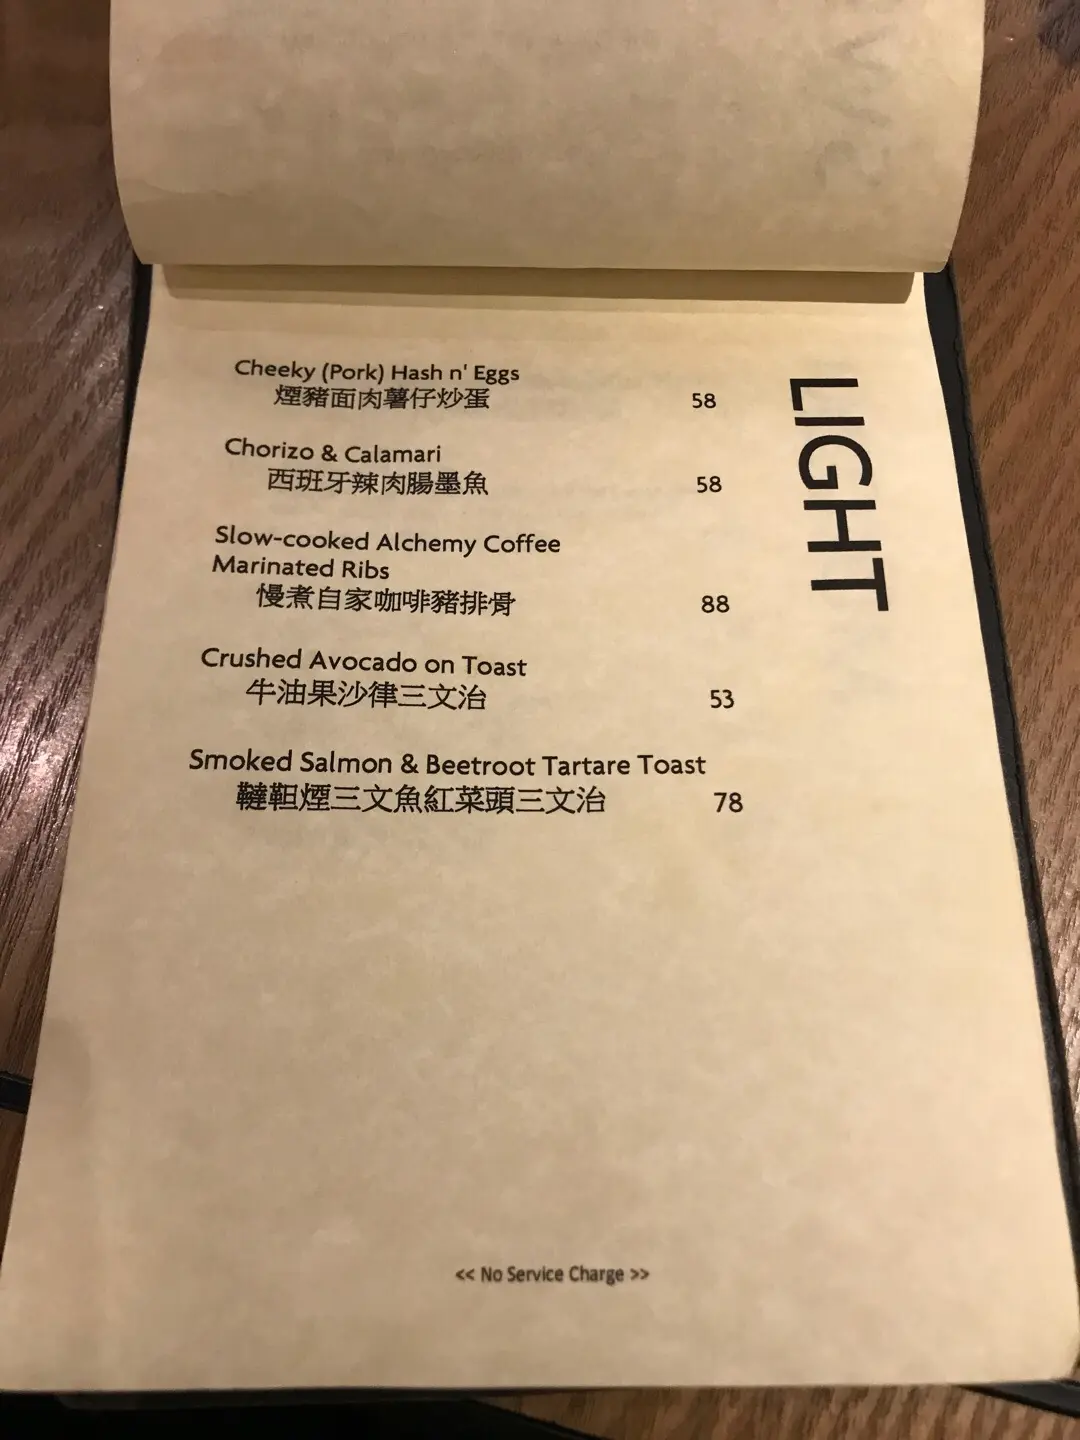 LIGHT
Cheeky (Pork) Hash n' Eggs
煙豬面肉薯仔炒蛋 58
Chorizo & Calamari
西班牙辣肉腸墨魚 58
Slow-cooked Alchemy Coffee
Marinated Ribs
慢煮自家咖啡豬排骨 88
Crushed Avocado on Toast
牛油果沙律三文治 53
Smoked Salmon & Beetroot Tartare Toast
韃靼煙三文魚紅菜頭三文治 78
<< No Service Charge >>